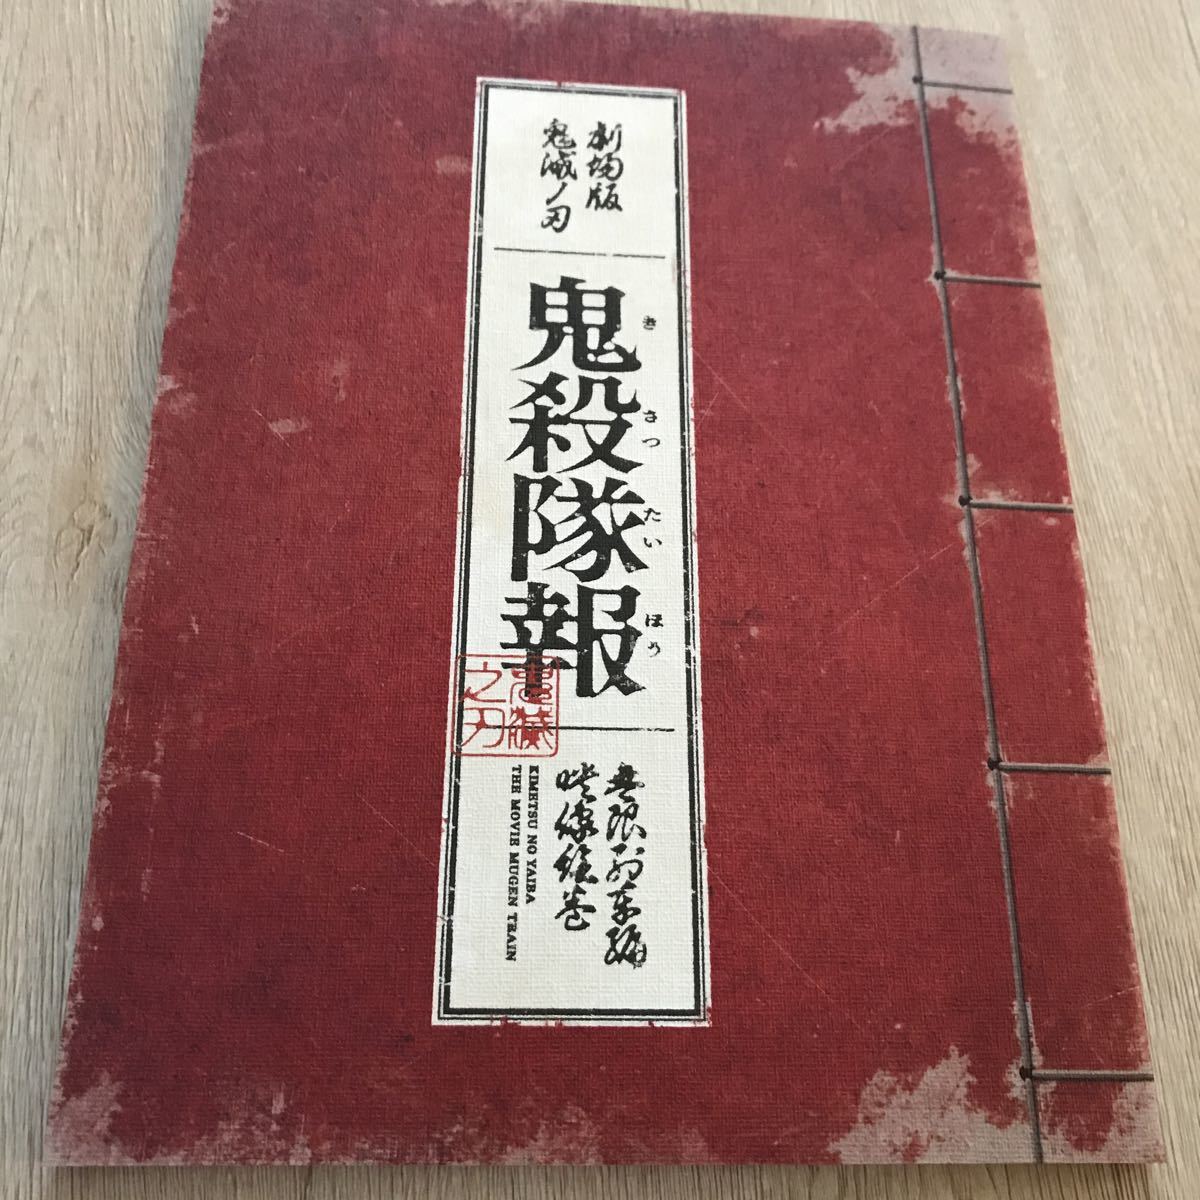 劇場版
鬼滅ノ刃
鬼殺隊報
き さつ たい ほう
鬼滅
之刃
無限列車編
映像絵巻
KIMETSU NO YAIBA
THE MOVIE MUGEN TRAIN